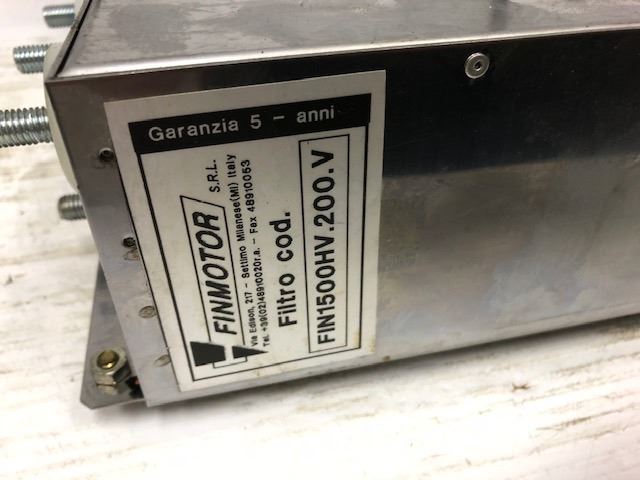 Garanzia 5 - anni
FINMOTOR S.R.L.
Via Edison, 217 - Settimo Milanese(MI) Italy
Tel. +39(02)48910020r.a. - Fax 48910053
Filtro cod.
FIN1500HV.200.V